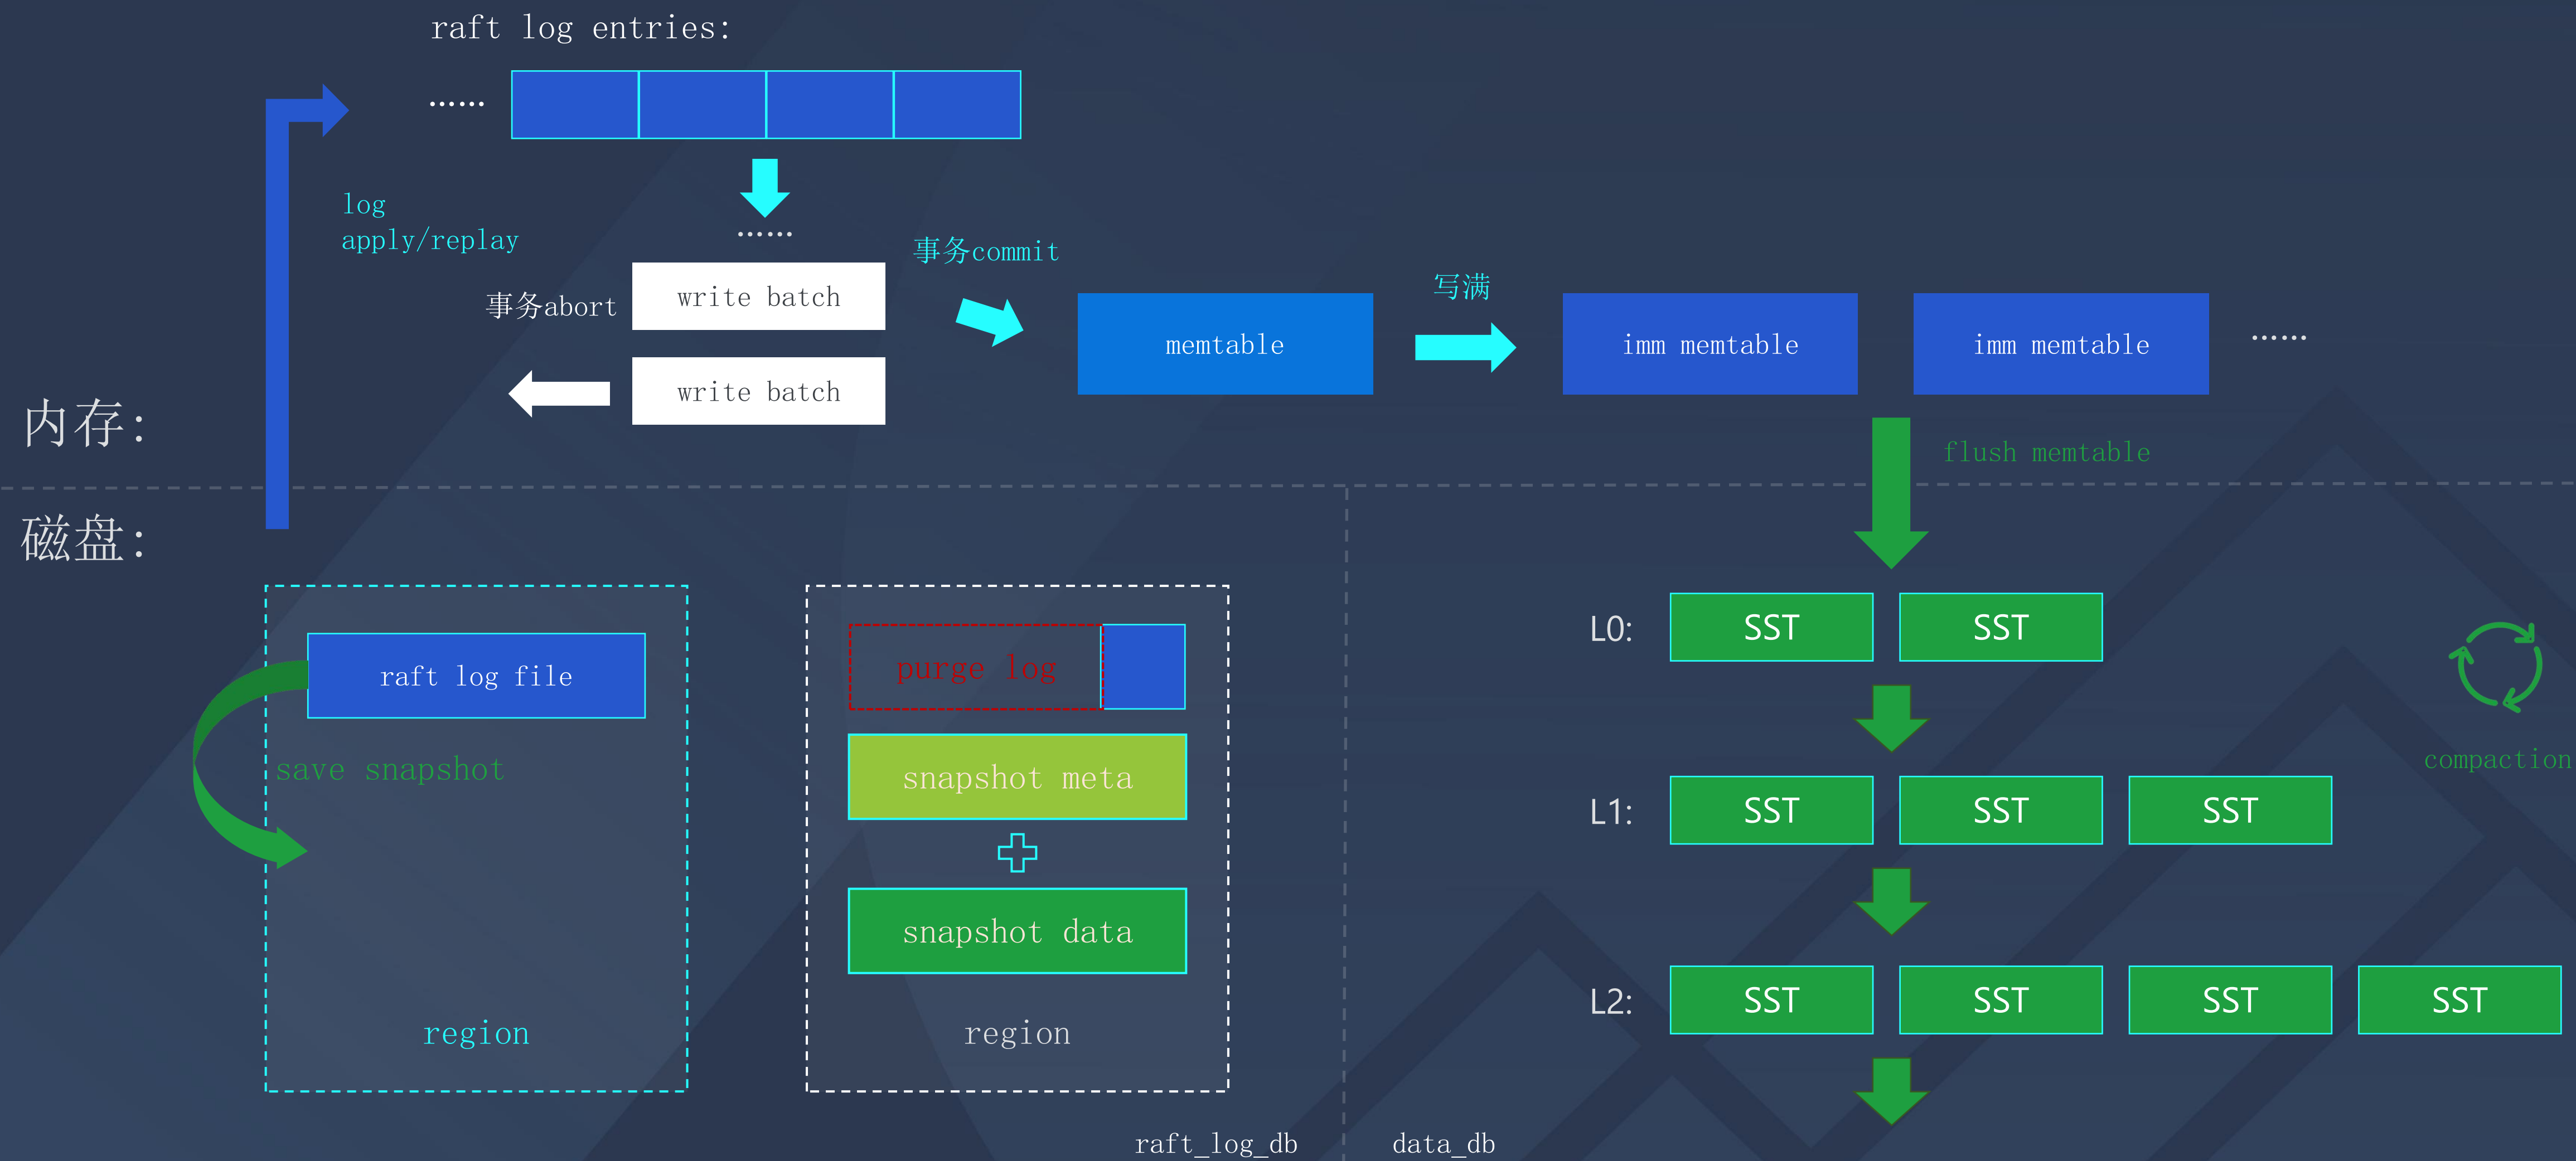 raft log entries:
······
log
apply/replay
······
事务commit
事务abort
write batch
write batch
写满
memtable
imm memtable
imm memtable
······
内存:
flush memtable
磁盘:
raft log file
save snapshot
region
purge log
snapshot meta
snapshot data
region
L0:
SST
SST
compaction
L1:
SST
SST
SST
L2:
SST
SST
SST
SST
raft_log_db
data_db